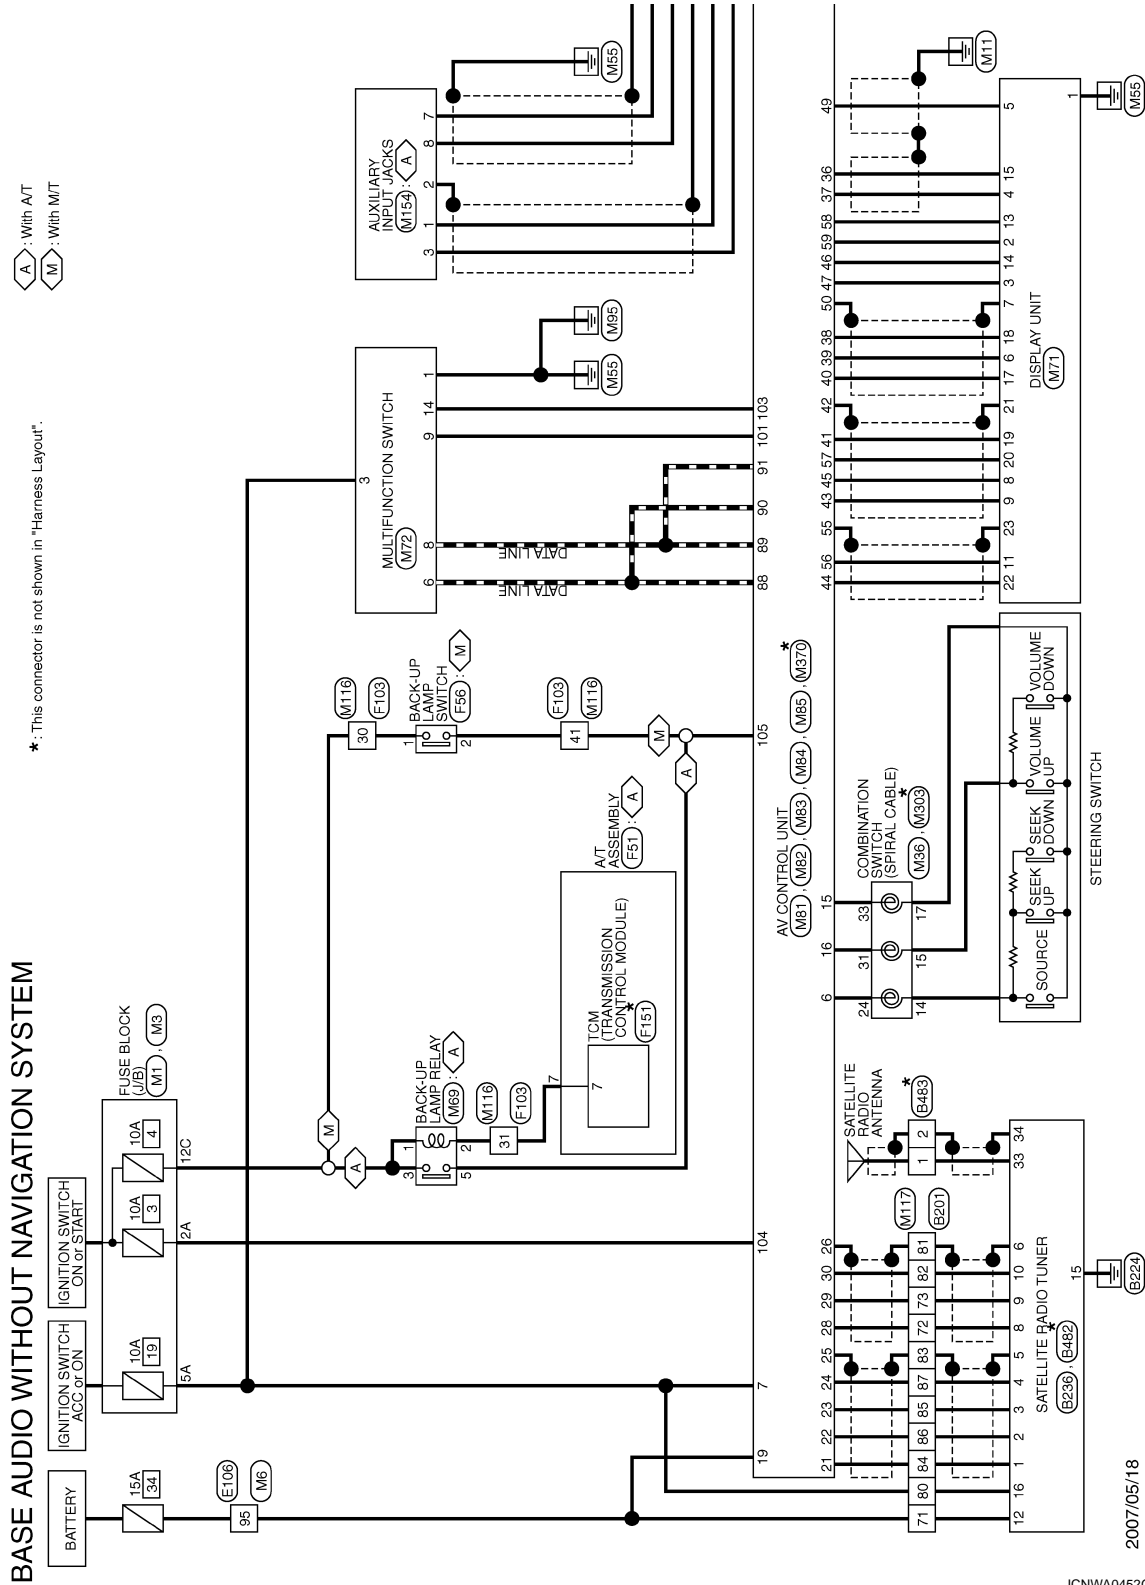 BASE AUDIO WITHOUT NAVIGATION SYSTEM
*: This connector is not shown in "Harness Layout".
A : With A/T
M : With M/T
BATTERY
15A
34
E106
95
M6
IGNITION SWITCH
ACC or ON
IGNITION SWITCH
ON or START
10A
19
5A
10A
3
2A
10A
4
12C
FUSE BLOCK
(J/B)
M1 , M3
M
A
BACK-UP
LAMP RELAY
M69 : A
1
3
2
5
M116
31
F103
7
7
TCM
(TRANSMISSION
CONTROL MODULE)
*
F151
A/T
ASSEMBLY
F51 : A
M116
30
F103
BACK-UP
LAMP
SWITCH
F56 : M
1
2
F103
41
M116
M
A
MULTIFUNCTION SWITCH
M72
3
6
8
9
14
1
DATA LINE
DATA LINE
M55
M95
AUXILIARY
INPUT JACKS
M154 : A
3
1
2
8
7
M55
19
7
104
105
88
89
90
91
101
103
AV CONTROL UNIT
M81 , M82 , M83 , M84 , M85 , M370
*
21
22
23
24
25
28
29
30
26
6
16
15
44
56
55
43
45
57
41
42
40
39
38
50
47
46
59
58
37
36
49
71
80
84
86
85
87
83
72
73
82
81
M117
B201
12
16
1
2
3
4
5
8
9
10
6
33
34
SATELLITE RADIO TUNER
B236 , B482
*
15
B224
SATELLITE
RADIO
ANTENNA
1
2
*
B483
24
31
33
14
15
17
COMBINATION
SWITCH
(SPIRAL CABLE)
M36 , M303
*
SOURCE
SEEK
UP
SEEK
DOWN
VOLUME
UP
VOLUME
DOWN
STEERING SWITCH
22
11
23
9
8
20
19
21
17
6
18
7
3
14
2
13
4
15
5
DISPLAY UNIT
M71
1
M55
M11
2007/05/18